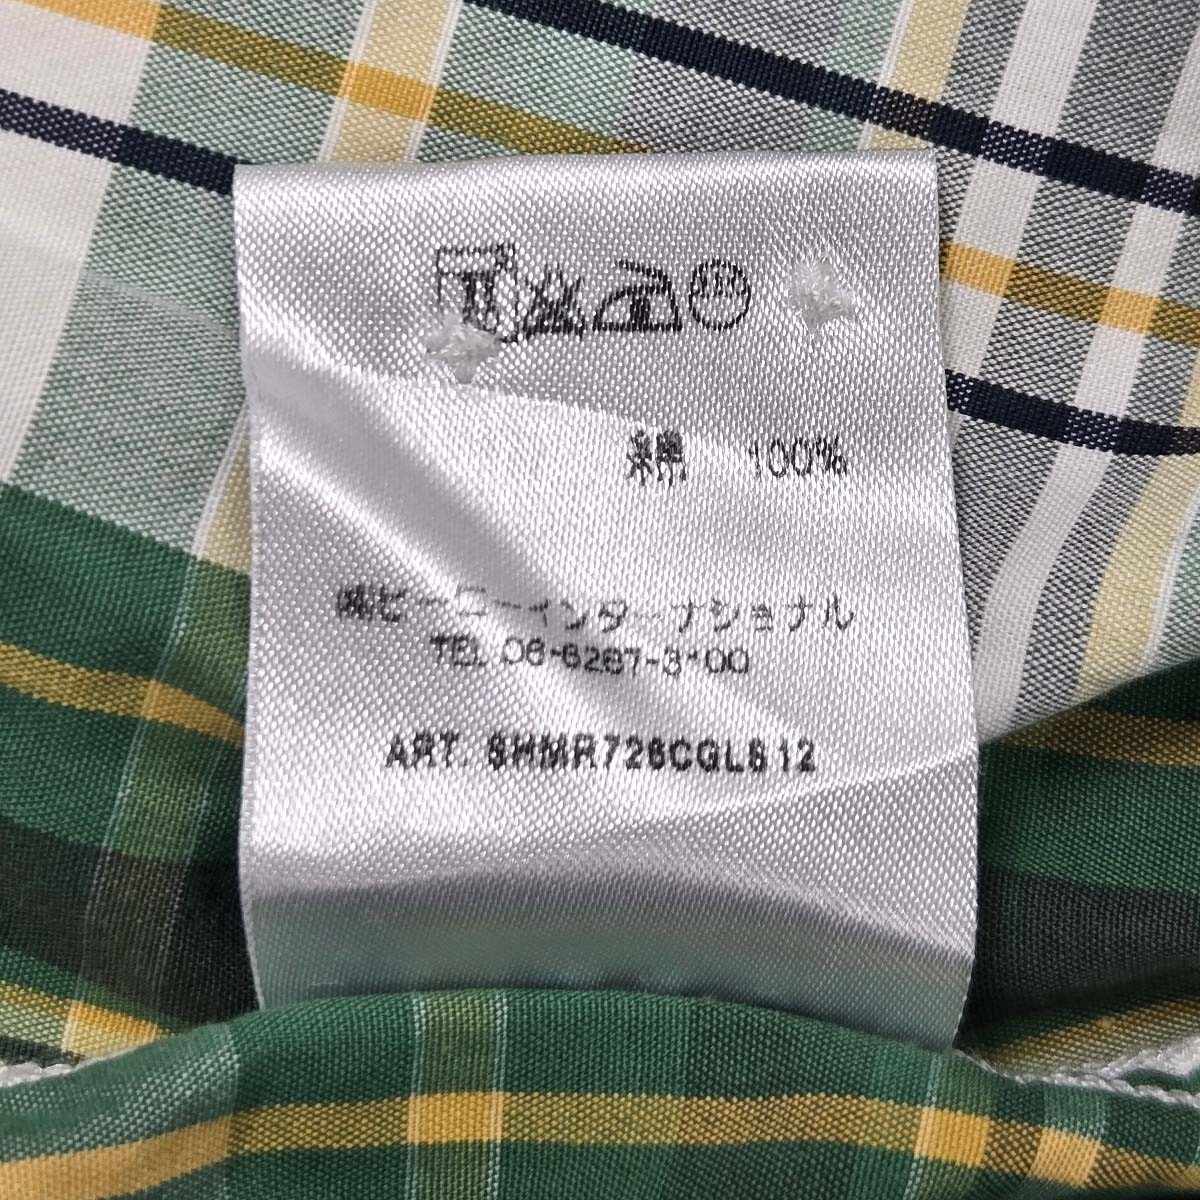 綿 100%
㈱ビーエーインターナショナル
TEL 06-6267-3100
ART. SHMR726CGLS12